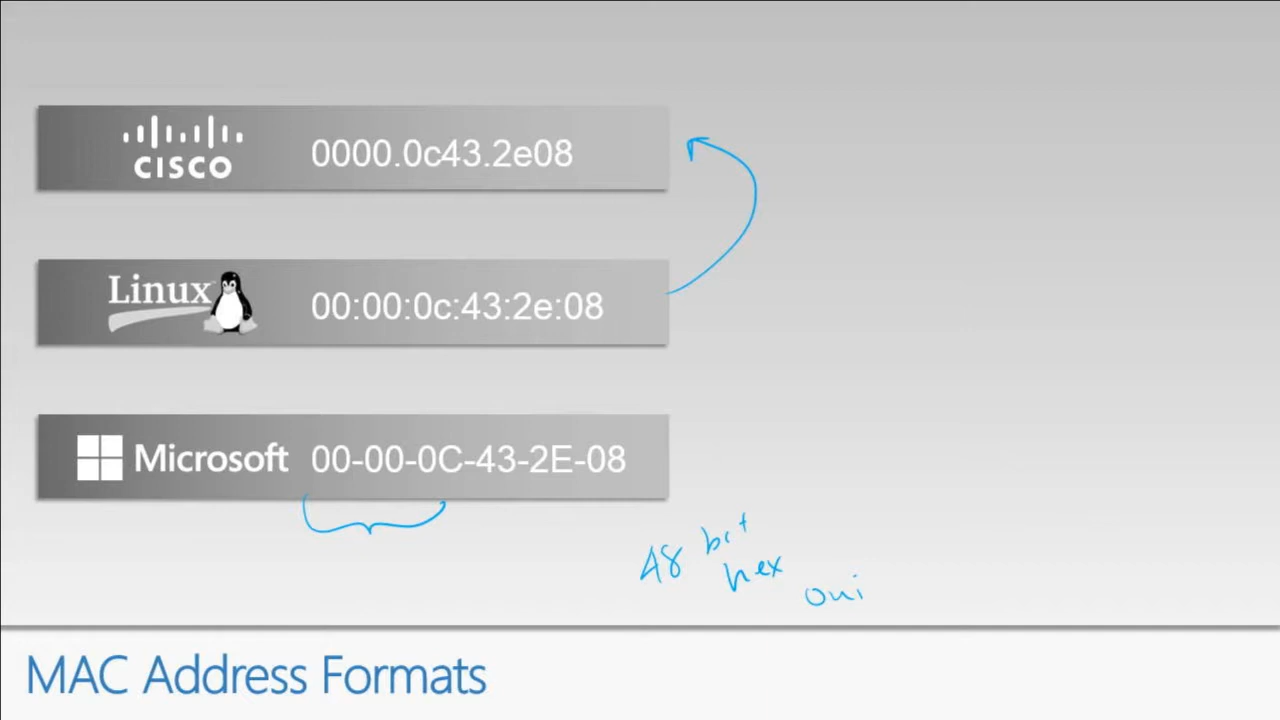 CISCO 0000.0c43.2e08
Linux 00:00:0c:43:2e:08
Microsoft 00-00-0C-43-2E-08
48 bit
hex
oui
MAC Address Formats